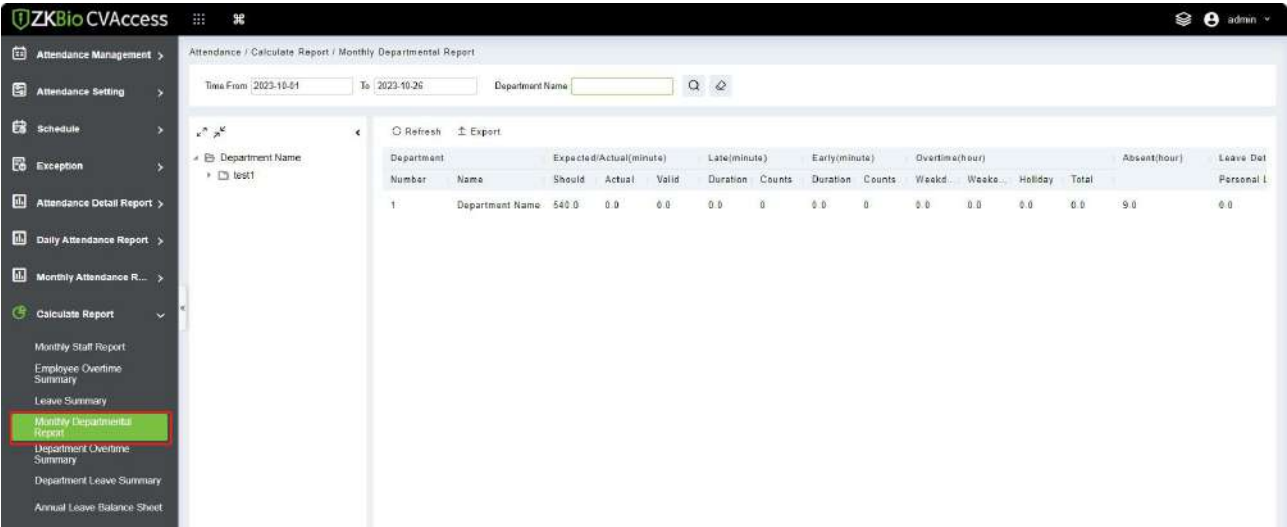 ZKBio CVAccess
admin
Attendance Management
Attendance Setting
Schedule
Exception
Attendance Detail Report
Daily Attendance Report
Monthly Attendance R...
Calculate Report
Monthly Staff Report
Employee Overtime
Summary
Leave Summary
Monthly Departmental
Report
Department Overtime
Summary
Department Leave Summary
Annual Leave Balance Sheet
Attendance / Calculate Report / Monthly Departmental Report
Time From 2023-10-01 To 2023-10-26 Department Name
Department Name
test1
Refresh Export
Department Expected/Actual(minute) Late(minute) Early(minute) Overtime(hour) Absent(hour) Leave Det
Number Name Should Actual Valid Duration Counts Duration Counts Weekd... Weeke... Holiday Total Personal L
1 Department Name 540.0 0.0 0.0 0.0 0 0.0 0 0.0 0.0 0.0 0.0 9.0 0.0